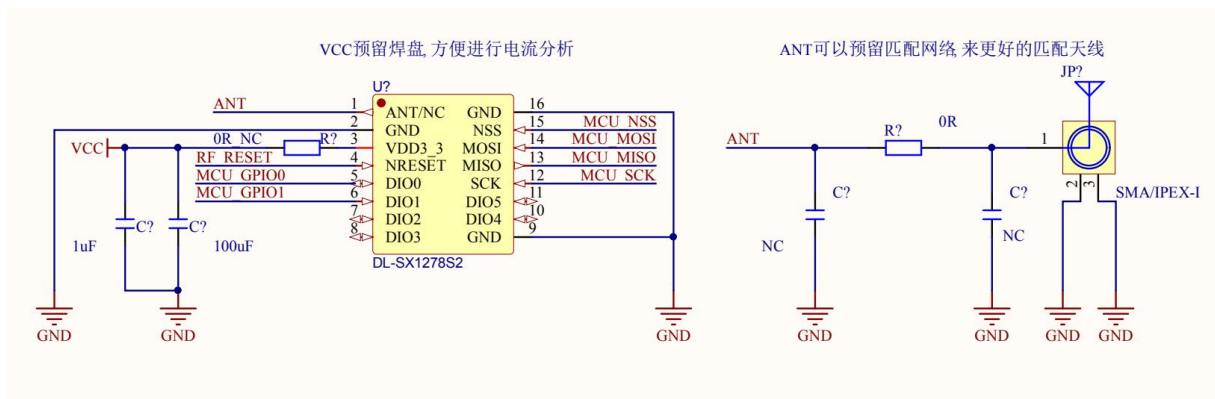 VCC预留焊盘,方便进行电流分析
ANT可以预留匹配网络,来更好的匹配天线
U?
ANT 1 ANT/NC GND 16
2 GND NSS 15 MCU_NSS
VCC 0R_NC R? 3 VDD3_3 MOSI 14 MCU_MOSI
RF_RESET 4 NRESET MISO 13 MCU_MISO
MCU_GPIO0 5 DIO0 SCK 12 MCU_SCK
MCU_GPIO1 6 DIO1 DIO5 11
7 DIO2 DIO4 10
8 DIO3 GND 9
DL-SX1278S2
C? C?
1uF 100uF
GND GND GND
JP?
ANT R? 0R 1
2 3
C? C? SMA/IPEX-I
NC NC
GND GND GND GND